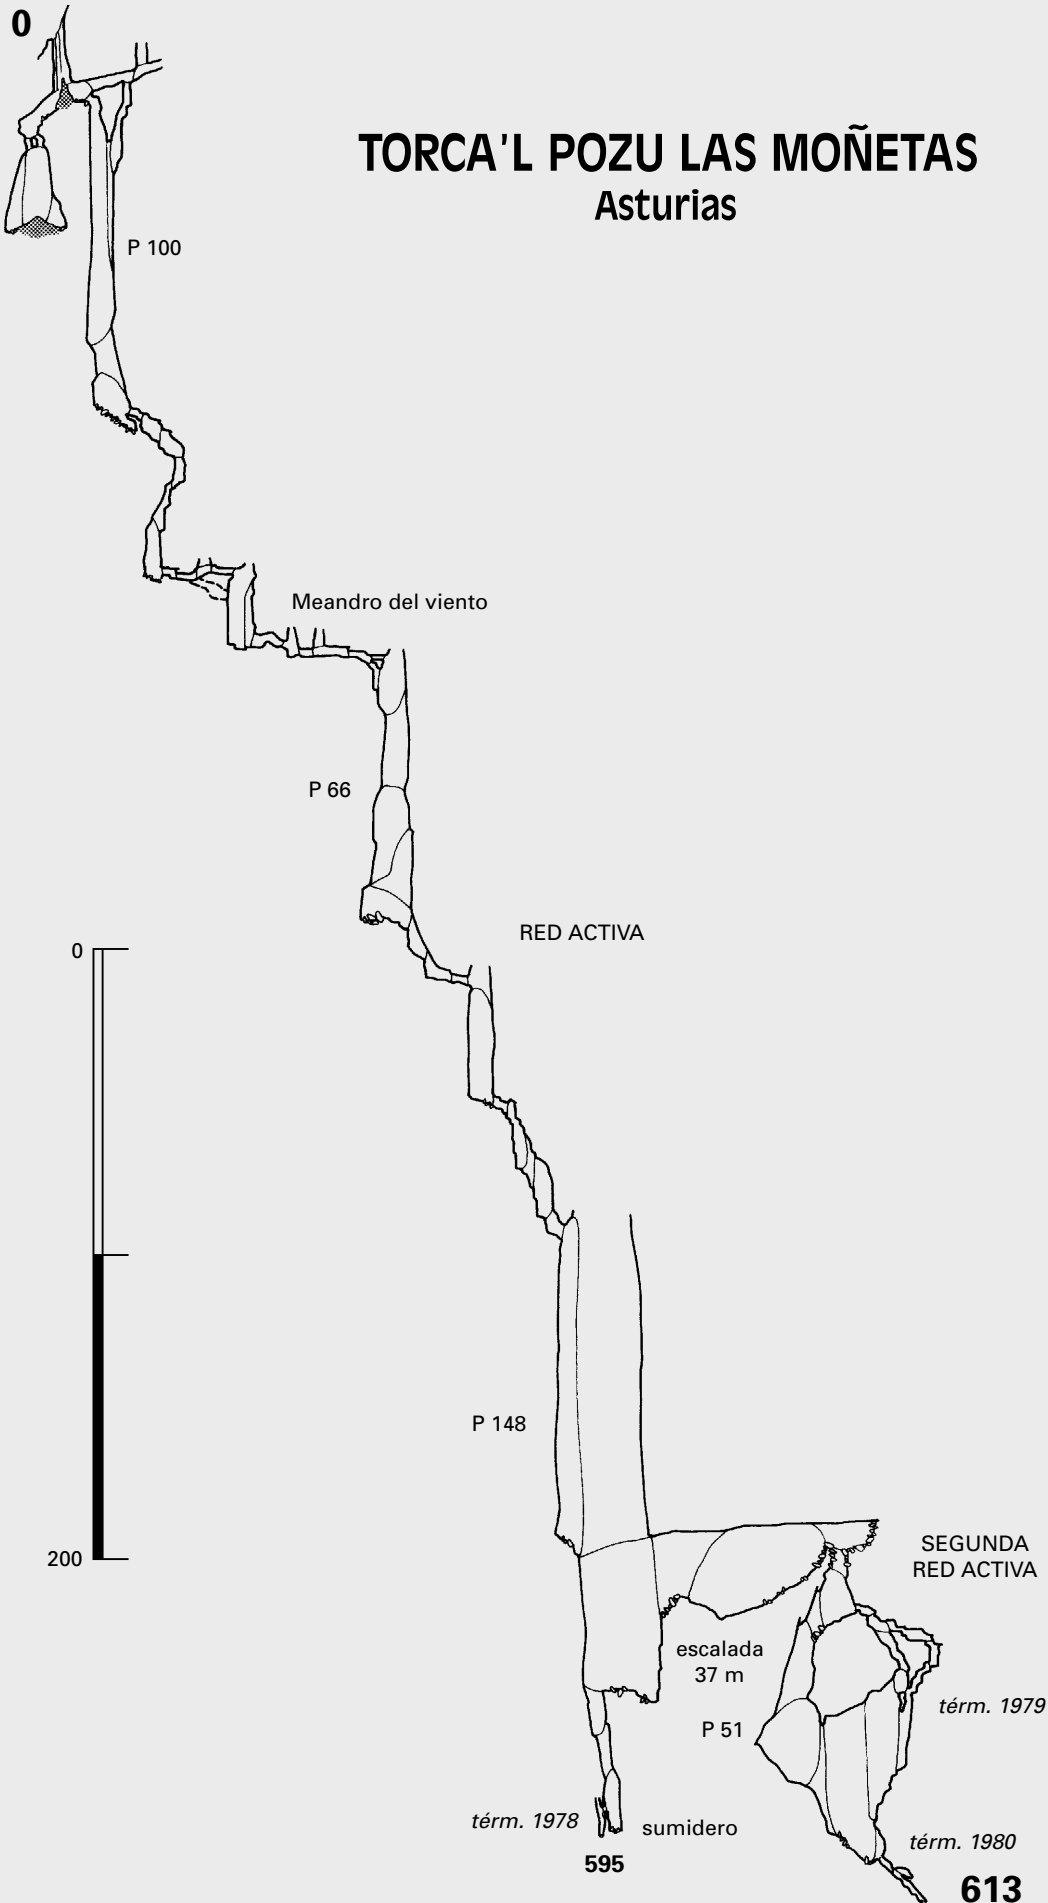 0
TORCA'L POZU LAS MOÑETAS
Asturias
P 100
Meandro del viento
P 66
RED ACTIVA
0
P 148
200
SEGUNDA
RED ACTIVA
escalada
37 m
térm. 1979
P 51
térm. 1978
sumidero
térm. 1980
595
613